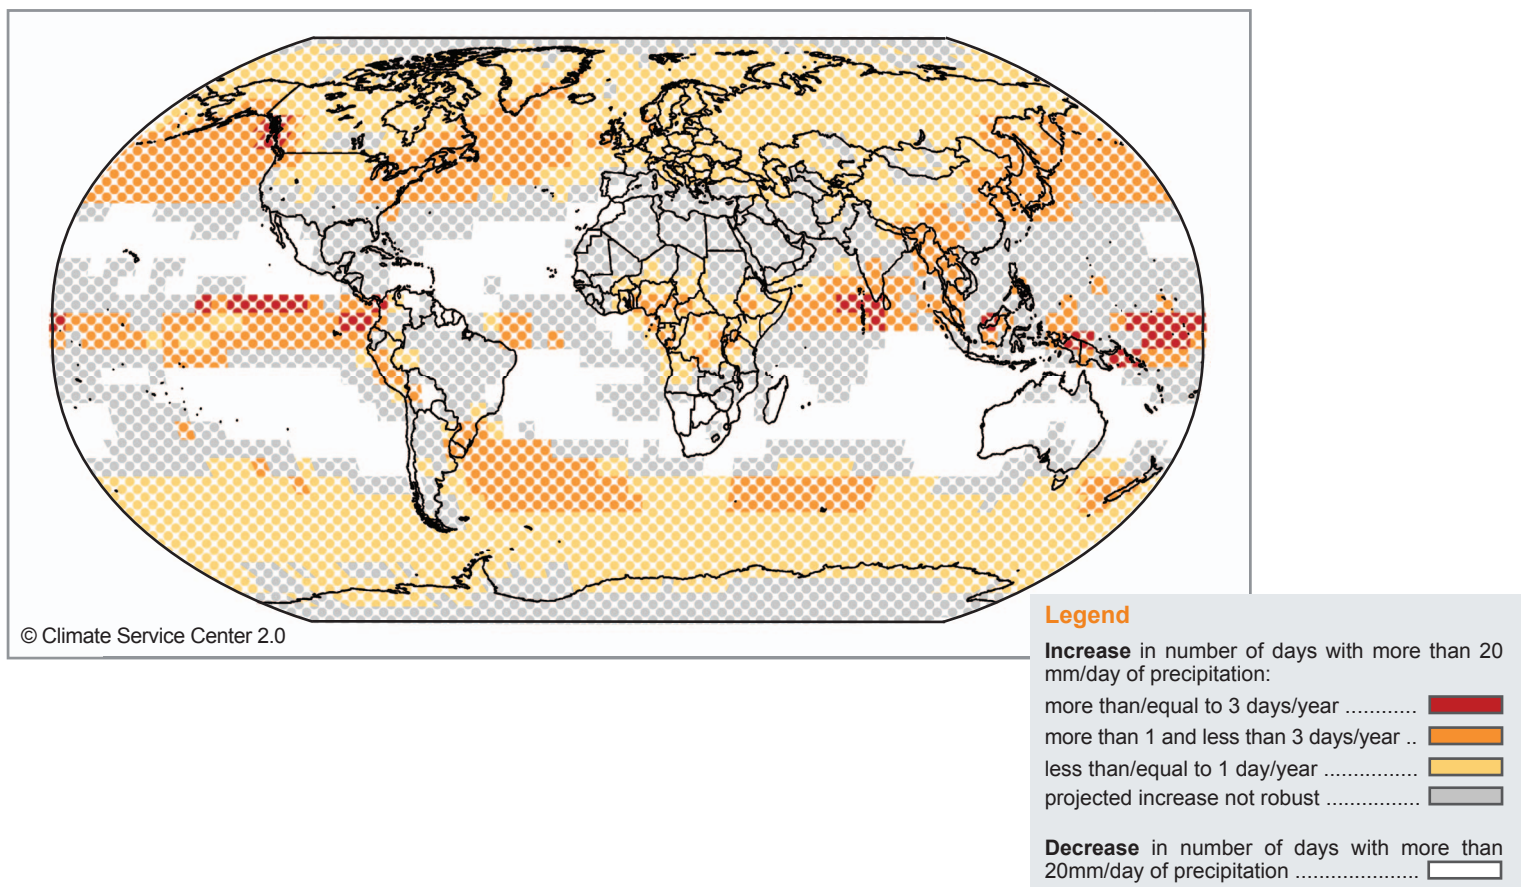 © Climate Service Center 2.0
Legend
Increase in number of days with more than 20
mm/day of precipitation:
more than/equal to 3 days/year ............
more than 1 and less than 3 days/year ..
less than/equal to 1 day/year ................
projected increase not robust ................
Decrease in number of days with more than
20mm/day of precipitation .....................